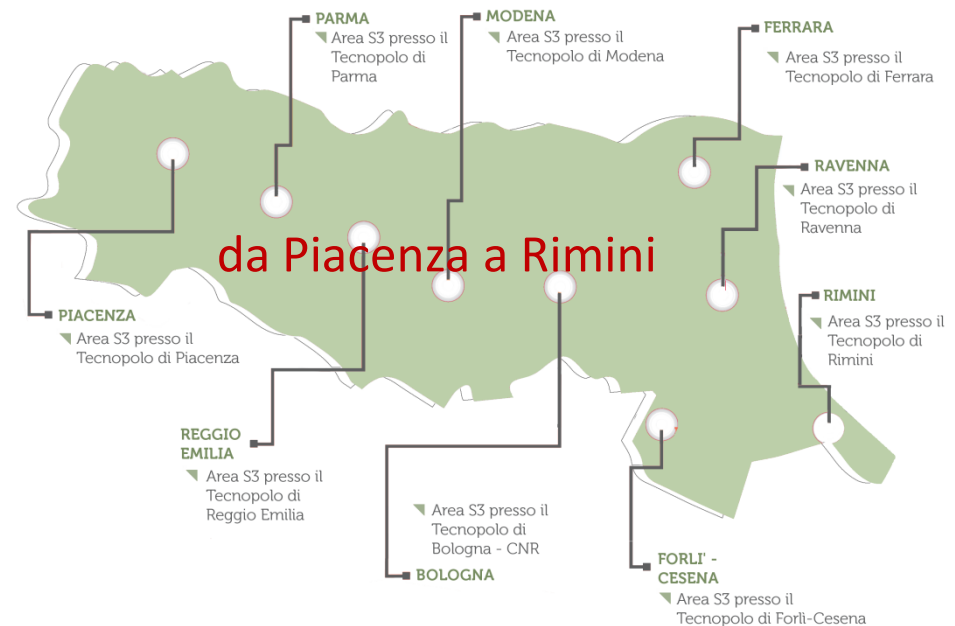 PARMA
Area S3 presso il
Tecnopolo di
Parma
MODENA
Area S3 presso il
Tecnopolo di Modena
FERRARA
Area S3 presso il
Tecnopolo di Ferrara
RAVENNA
Area S3 presso il
Tecnopolo di
Ravenna
da Piacenza a Rimini
PIACENZA
Area S3 presso il
Tecnopolo di Piacenza
RIMINI
Area S3 presso il
Tecnopolo di
Rimini
REGGIO
EMILIA
Area S3 presso il
Tecnopolo di
Reggio Emilia
Area S3 presso il
Tecnopolo di
Bologna - CNR
BOLOGNA
FORLI' -
CESENA
Area S3 presso il
Tecnopolo di Forlì-Cesena